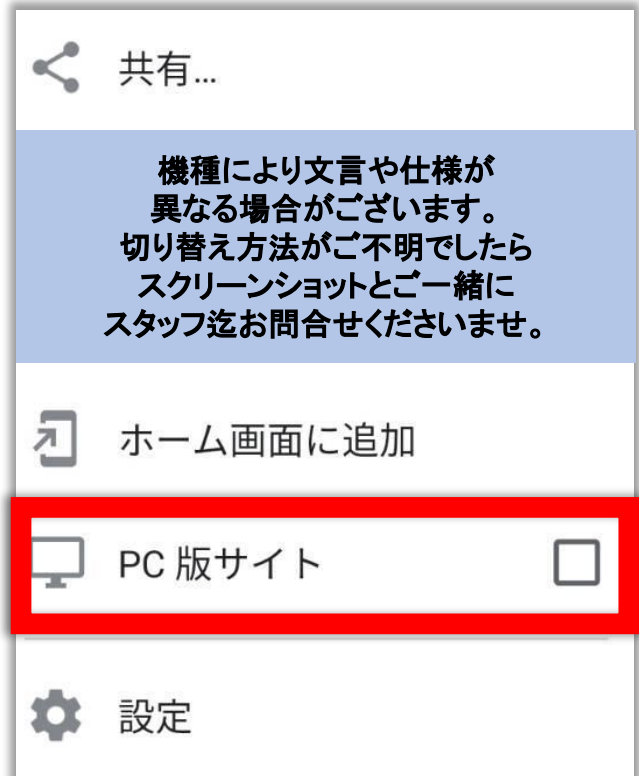 共有...
機種により文言や仕様が
異なる場合がございます。
切り替え方法がご不明でしたら
スクリーンショットとご一緒に
スタッフ迄お問合せくださいませ。
ホーム画面に追加
PC 版サイト
設定